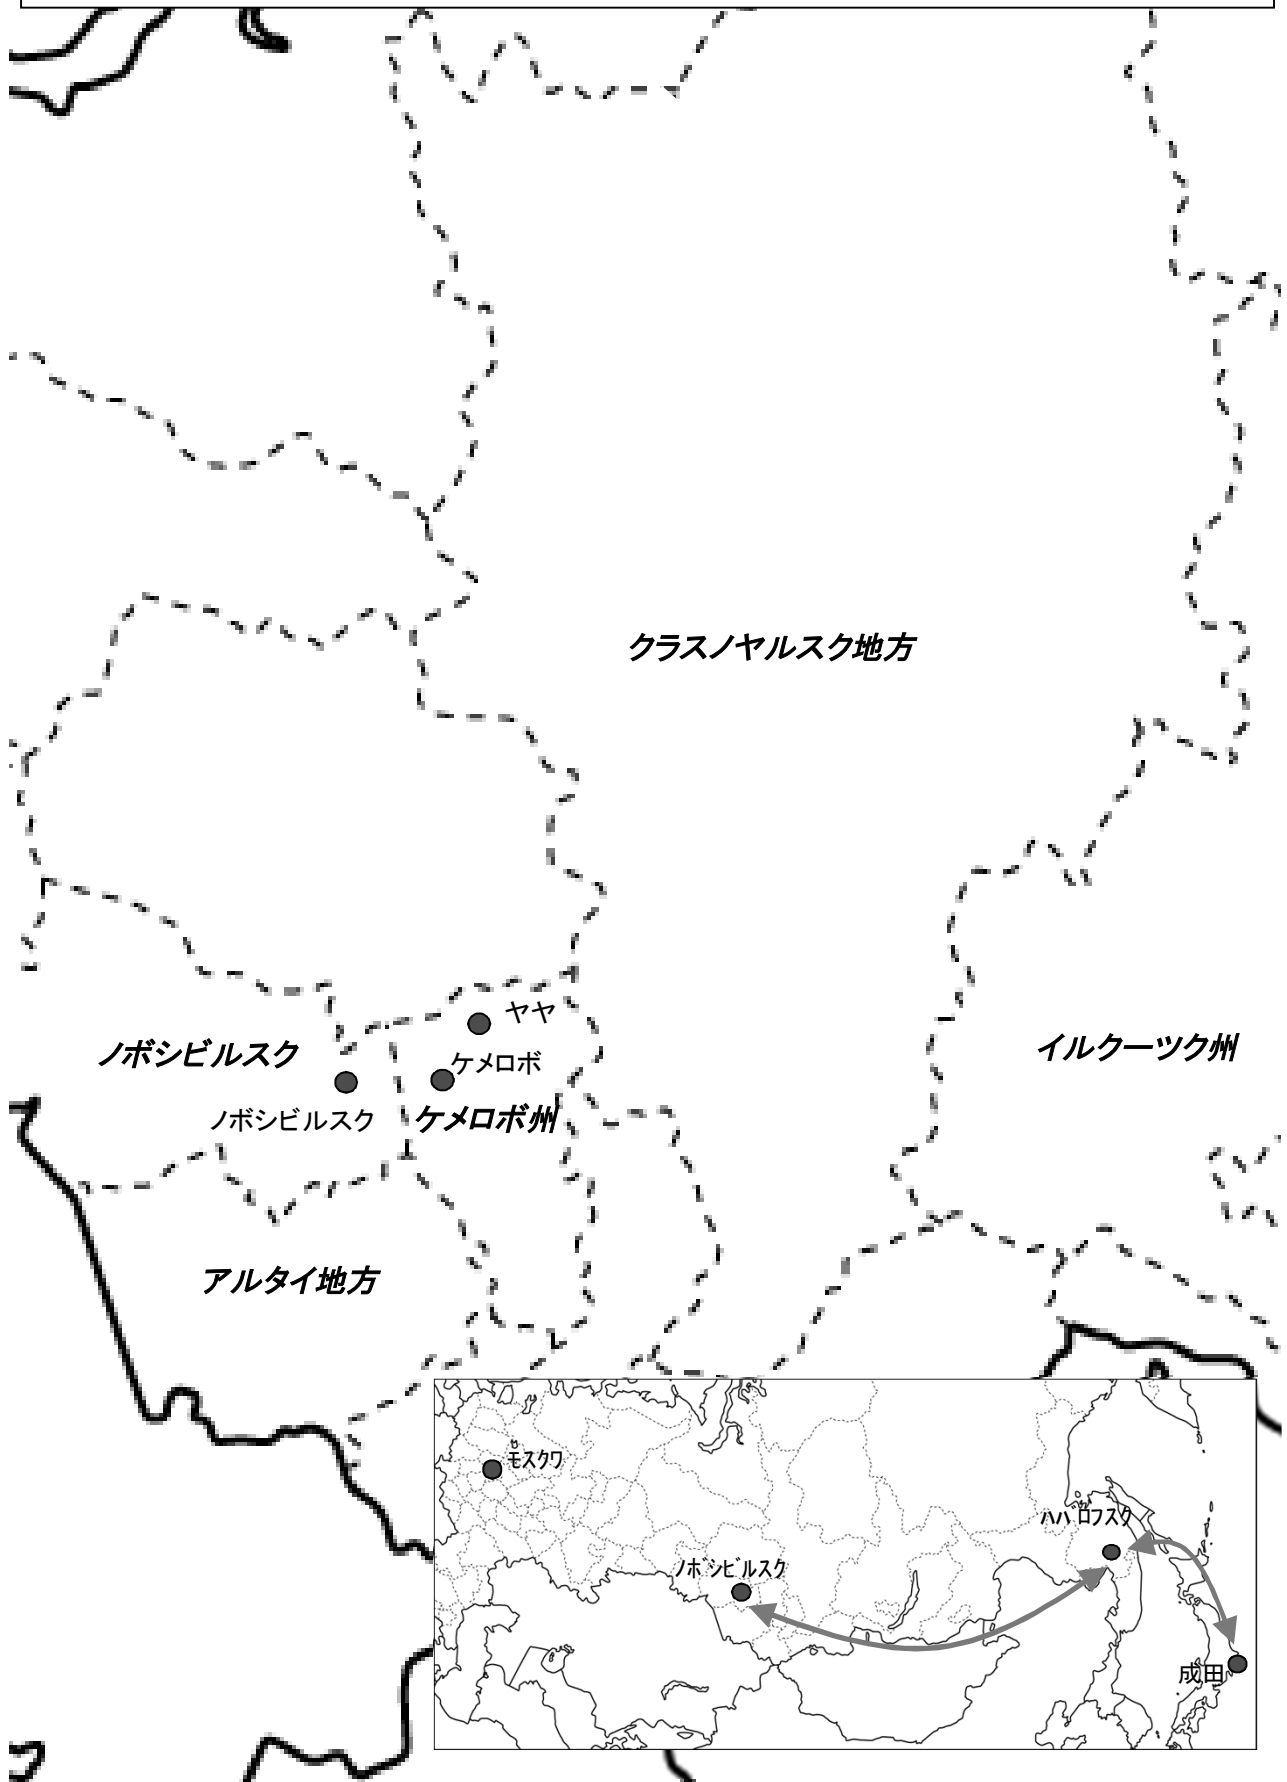 クラスノヤルスク地方
ヤヤ
ノボシビルスク
ケメロボ
イルクーツク州
ノボシビルスク
ケメロボ州
アルタイ地方
モスクワ
ハバロフスク
ノボシビルスク
成田